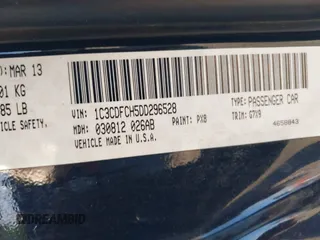 D: MAR 13
01 KG
85 LB
VEHICLE SAFETY,
VIN: 1C3CDFCH5DD296528
TYPE: PASSENGER CAR
MDH: 030812 026AB
PAINT: PX8
TRIM: G7X9
VEHICLE MADE IN U.S.A.
4658843
DREAMBID